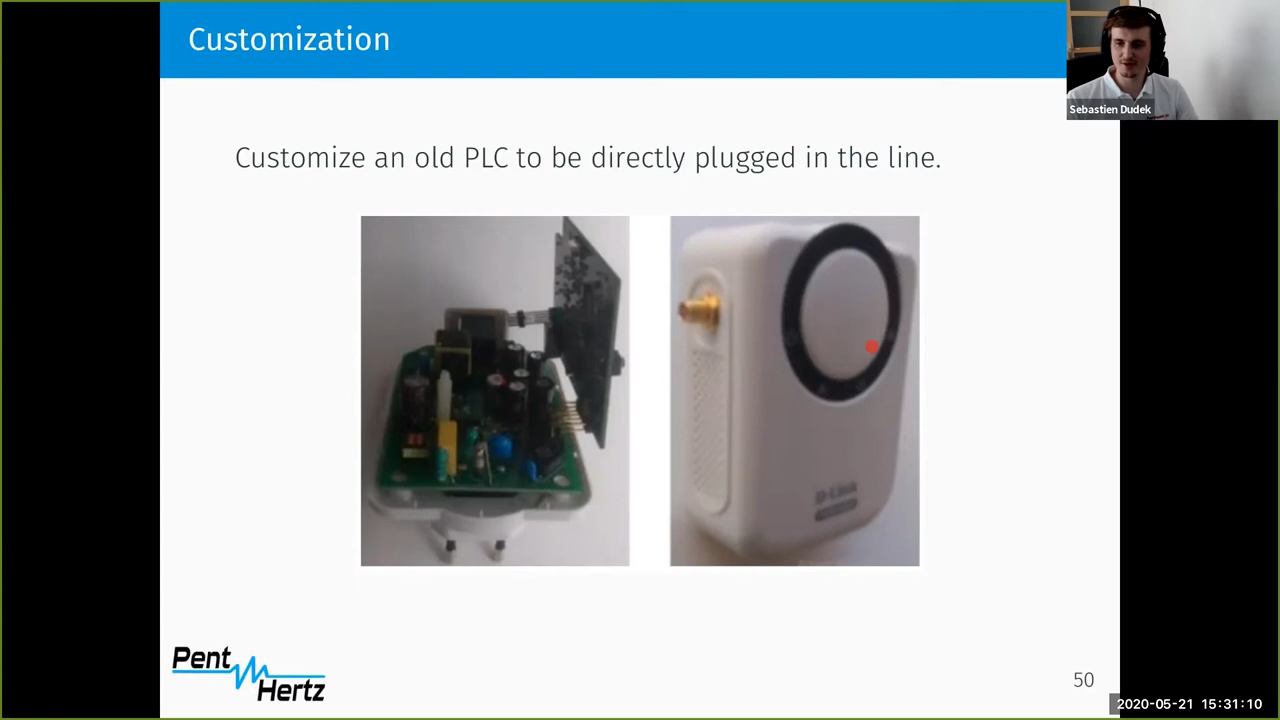 Customization
Sebastien Dudek
Customize an old PLC to be directly plugged in the line.
D-Link
Pent
Hertz
50
2020-05-21 15:31:10